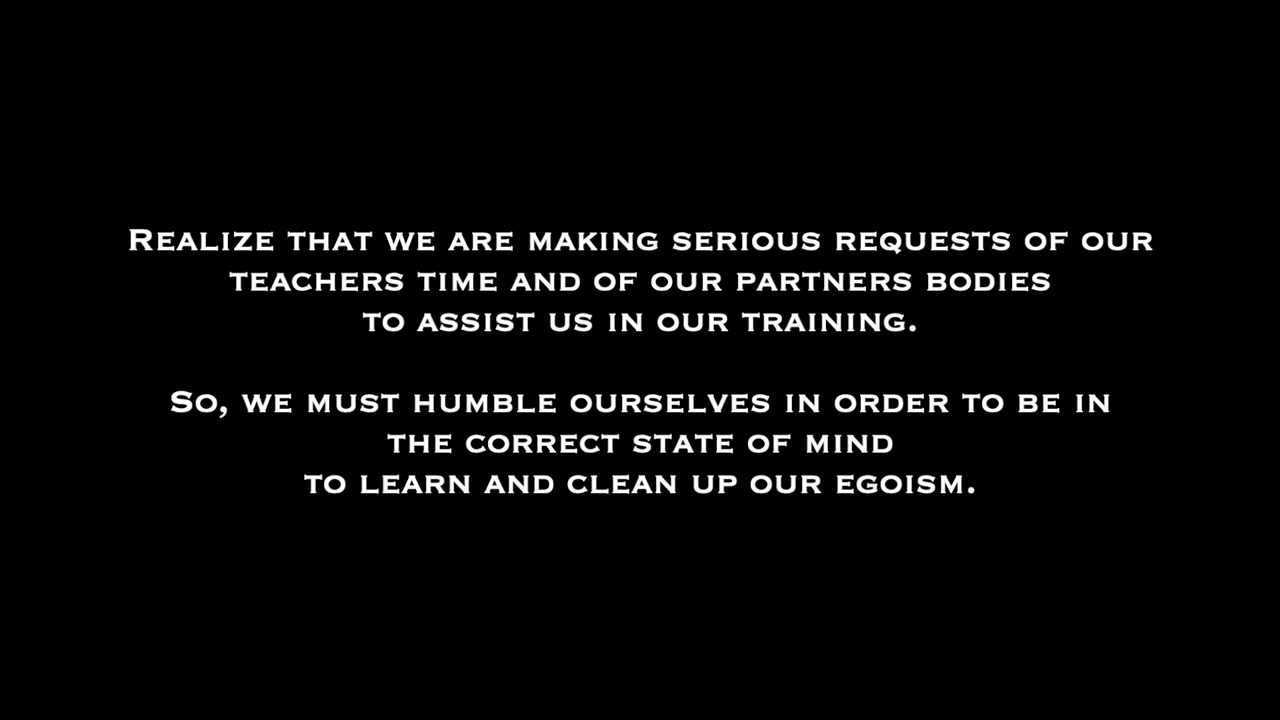 Realize that we are making serious requests of our
teachers time and of our partners bodies
to assist us in our training.
So, we must humble ourselves in order to be in
the correct state of mind
to learn and clean up our egoism.